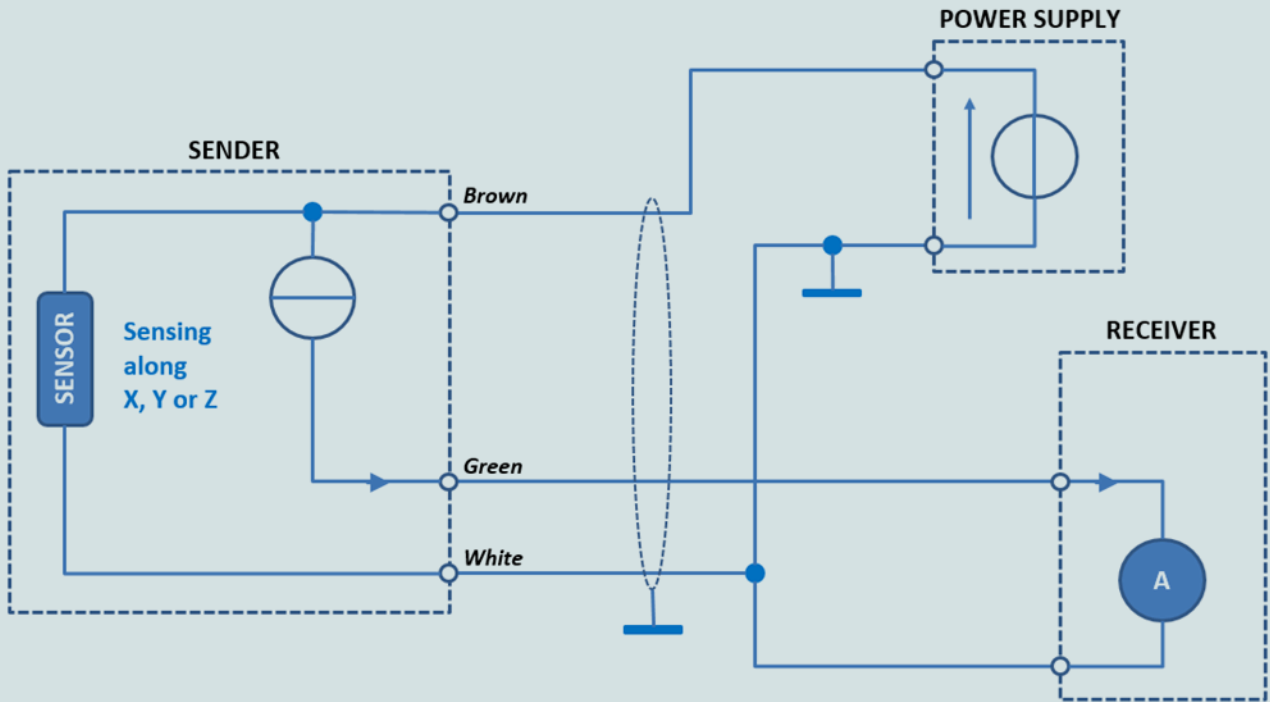 POWER SUPPLY
SENDER
Brown
SENSOR
Sensing
along
X, Y or Z
RECEIVER
Green
White
A